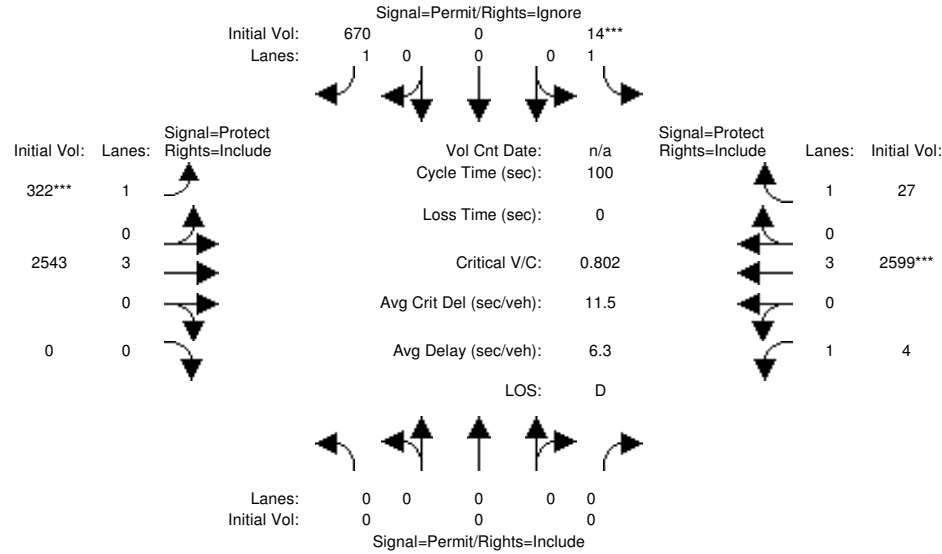 Signal=Permit/Rights=Ignore
Initial Vol: 670 0 14***
Lanes: 1 0 0 0 1
Signal=Protect
Initial Vol: Lanes: Rights=Include
Vol Cnt Date: n/a
Signal=Protect
Rights=Include Lanes: Initial Vol:
Cycle Time (sec): 100
322*** 1
1 27
Loss Time (sec): 0
0
0
2543 3
Critical V/C: 0.802
3 2599***
0
Avg Crit Del (sec/veh): 11.5
0
0 0
Avg Delay (sec/veh): 6.3
1 4
LOS: D
Lanes: 0 0 0 0 0
Initial Vol: 0 0 0
Signal=Permit/Rights=Include